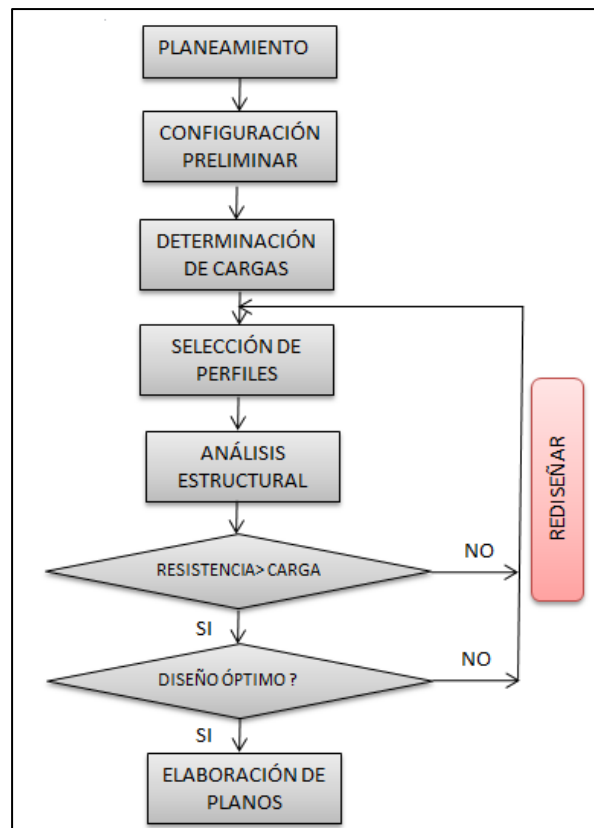 PLANEAMIENTO
CONFIGURACIÓN
PRELIMINAR
DETERMINACIÓN
DE CARGAS
SELECCIÓN DE
PERFILES
ANÁLISIS
ESTRUCTURAL
RESISTENCIA> CARGA
NO
SI
DISEÑO ÓPTIMO ?
NO
SI
ELABORACIÓN DE
PLANOS
REDISEÑAR